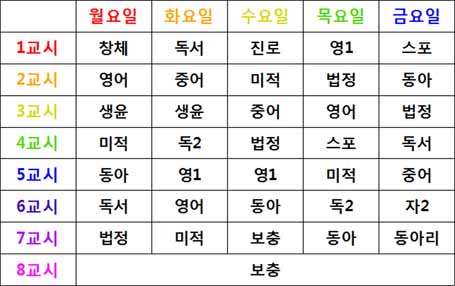 월요일 화요일 수요일 목요일 금요일
1교시 창체 독서 진로 영1 스포
2교시 영어 중어 미적 법정 동아
3교시 생윤 생윤 중어 영어 법정
4교시 미적 독2 법정 스포 독서
5교시 동아 영1 영1 미적 중어
6교시 독서 영어 동아 독2 자2
7교시 법정 미적 보충 동아 동아리
8교시 보충